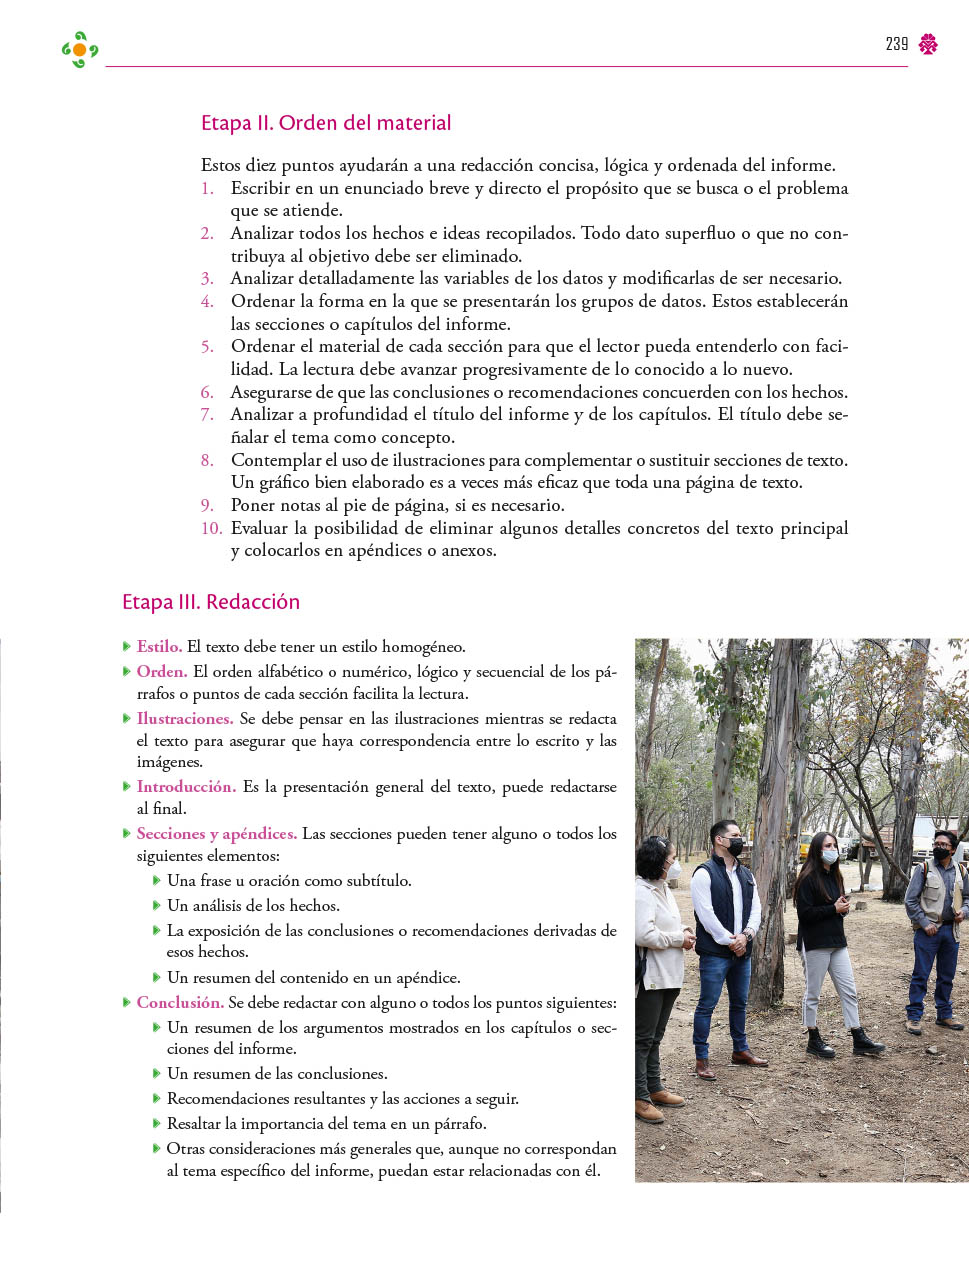 239
Etapa II. Orden del material
Estos diez puntos ayudarán a una redacción concisa, lógica y ordenada del informe.
1. Escribir en un enunciado breve y directo el propósito que se busca o el problema
que se atiende.
2. Analizar todos los hechos e ideas recopilados. Todo dato superfluo o que no con-
tribuya al objetivo debe ser eliminado.
3. Analizar detalladamente las variables de los datos y modificarlas de ser necesario.
4. Ordenar la forma en la que se presentarán los grupos de datos. Estos establecerán
las secciones o capítulos del informe.
5. Ordenar el material de cada sección para que el lector pueda entenderlo con faci-
lidad. La lectura debe avanzar progresivamente de lo conocido a lo nuevo.
6. Asegurarse de que las conclusiones o recomendaciones concuerden con los hechos.
7. Analizar a profundidad el título del informe y de los capítulos. El título debe se-
ñalar el tema como concepto.
8. Contemplar el uso de ilustraciones para complementar o sustituir secciones de texto.
Un gráfico bien elaborado es a veces más eficaz que toda una página de texto.
9. Poner notas al pie de página, si es necesario.
10. Evaluar la posibilidad de eliminar algunos detalles concretos del texto principal
y colocarlos en apéndices o anexos.
Etapa III. Redacción
Estilo. El texto debe tener un estilo homogéneo.
Orden. El orden alfabético o numérico, lógico y secuencial de los pá-
rrafos o puntos de cada sección facilita la lectura.
Ilustraciones. Se debe pensar en las ilustraciones mientras se redacta
el texto para asegurar que haya correspondencia entre lo escrito y las
imágenes.
Introducción. Es la presentación general del texto, puede redactarse
al final.
Secciones y apéndices. Las secciones pueden tener alguno o todos los
siguientes elementos:
Una frase u oración como subtítulo.
Un análisis de los hechos.
La exposición de las conclusiones o recomendaciones derivadas de
esos hechos.
Un resumen del contenido en un apéndice.
Conclusión. Se debe redactar con alguno o todos los puntos siguientes:
Un resumen de los argumentos mostrados en los capítulos o sec-
ciones del informe.
Un resumen de las conclusiones.
Recomendaciones resultantes y las acciones a seguir.
Resaltar la importancia del tema en un párrafo.
Otras consideraciones más generales que, aunque no correspondan
al tema específico del informe, puedan estar relacionadas con él.